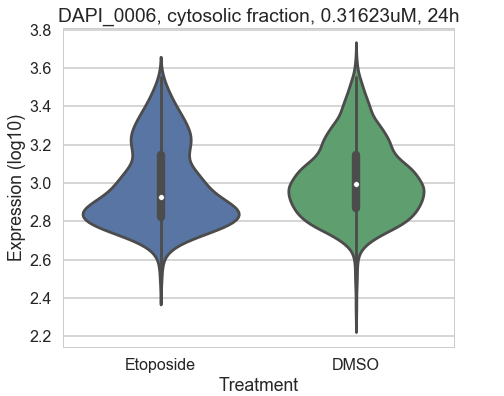 DAPI_0006, cytosolic fraction, 0.31623uM, 24h
3.8
3.6
3.4
3.2
3.0
2.8
2.6
2.4
2.2
Expression (log10)
Etoposide
DMSO
Treatment